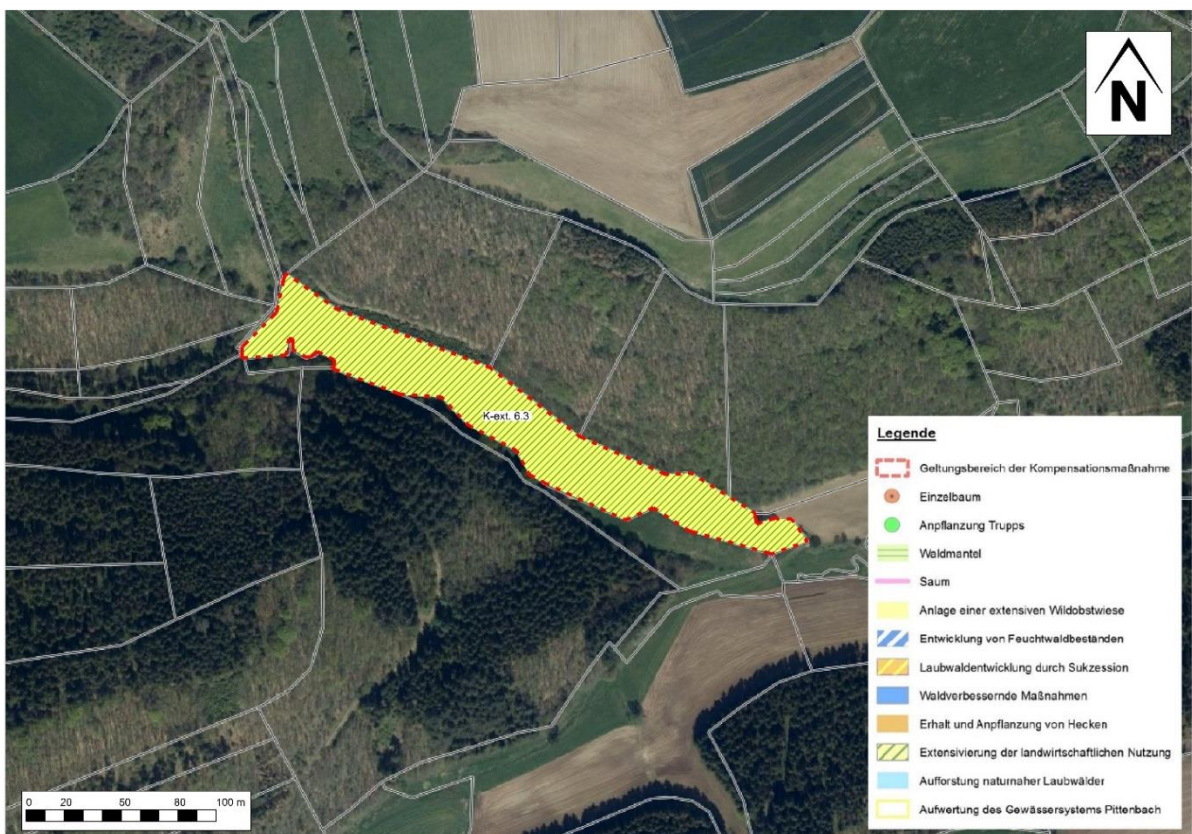 N
K-ext. 6.3
Legende
Geltungsbereich der Kompensationsmaßnahme
Einzelbaum
Anpflanzung Trupps
Waldmantel
Saum
Anlage einer extensiven Wildobstwiese
Entwicklung von Feuchtwaldbeständen
Laubwaldentwicklung durch Sukzession
Waldverbessernde Maßnahmen
Erhalt und Anpflanzung von Hecken
Extensivierung der landwirtschaftlichen Nutzung
Aufforstung naturnaher Laubwälder
Aufwertung des Gewässersystems Pittenbach
0 20 50 80 100 m